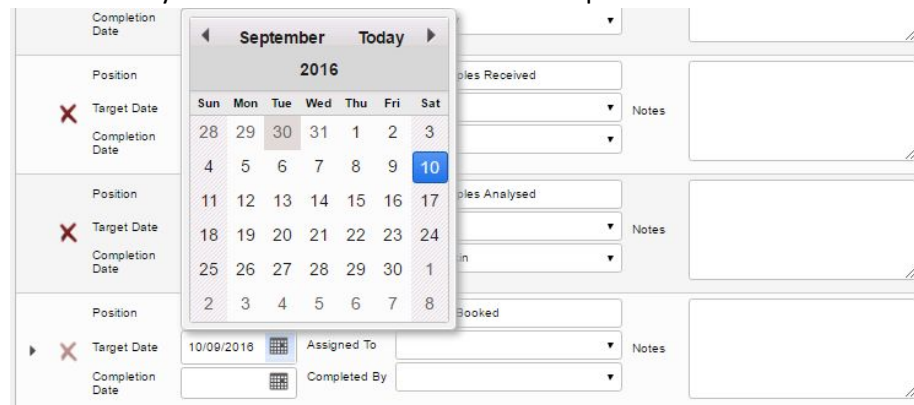 Completion
Date
September Today
2016
Sun Mon Tue Wed Thu Fri Sat
28 29 30 31 1 2 3
4 5 6 7 8 9 10
11 12 13 14 15 16 17
18 19 20 21 22 23 24
25 26 27 28 29 30 1
2 3 4 5 6 7 8
Position
Received
Target Date
Notes
Completion
Date
Position
Analysed
Target Date
Notes
Completion
Date
Position
Booked
Target Date 10/09/2016 Assigned To
Notes
Completion
Date
Completed By